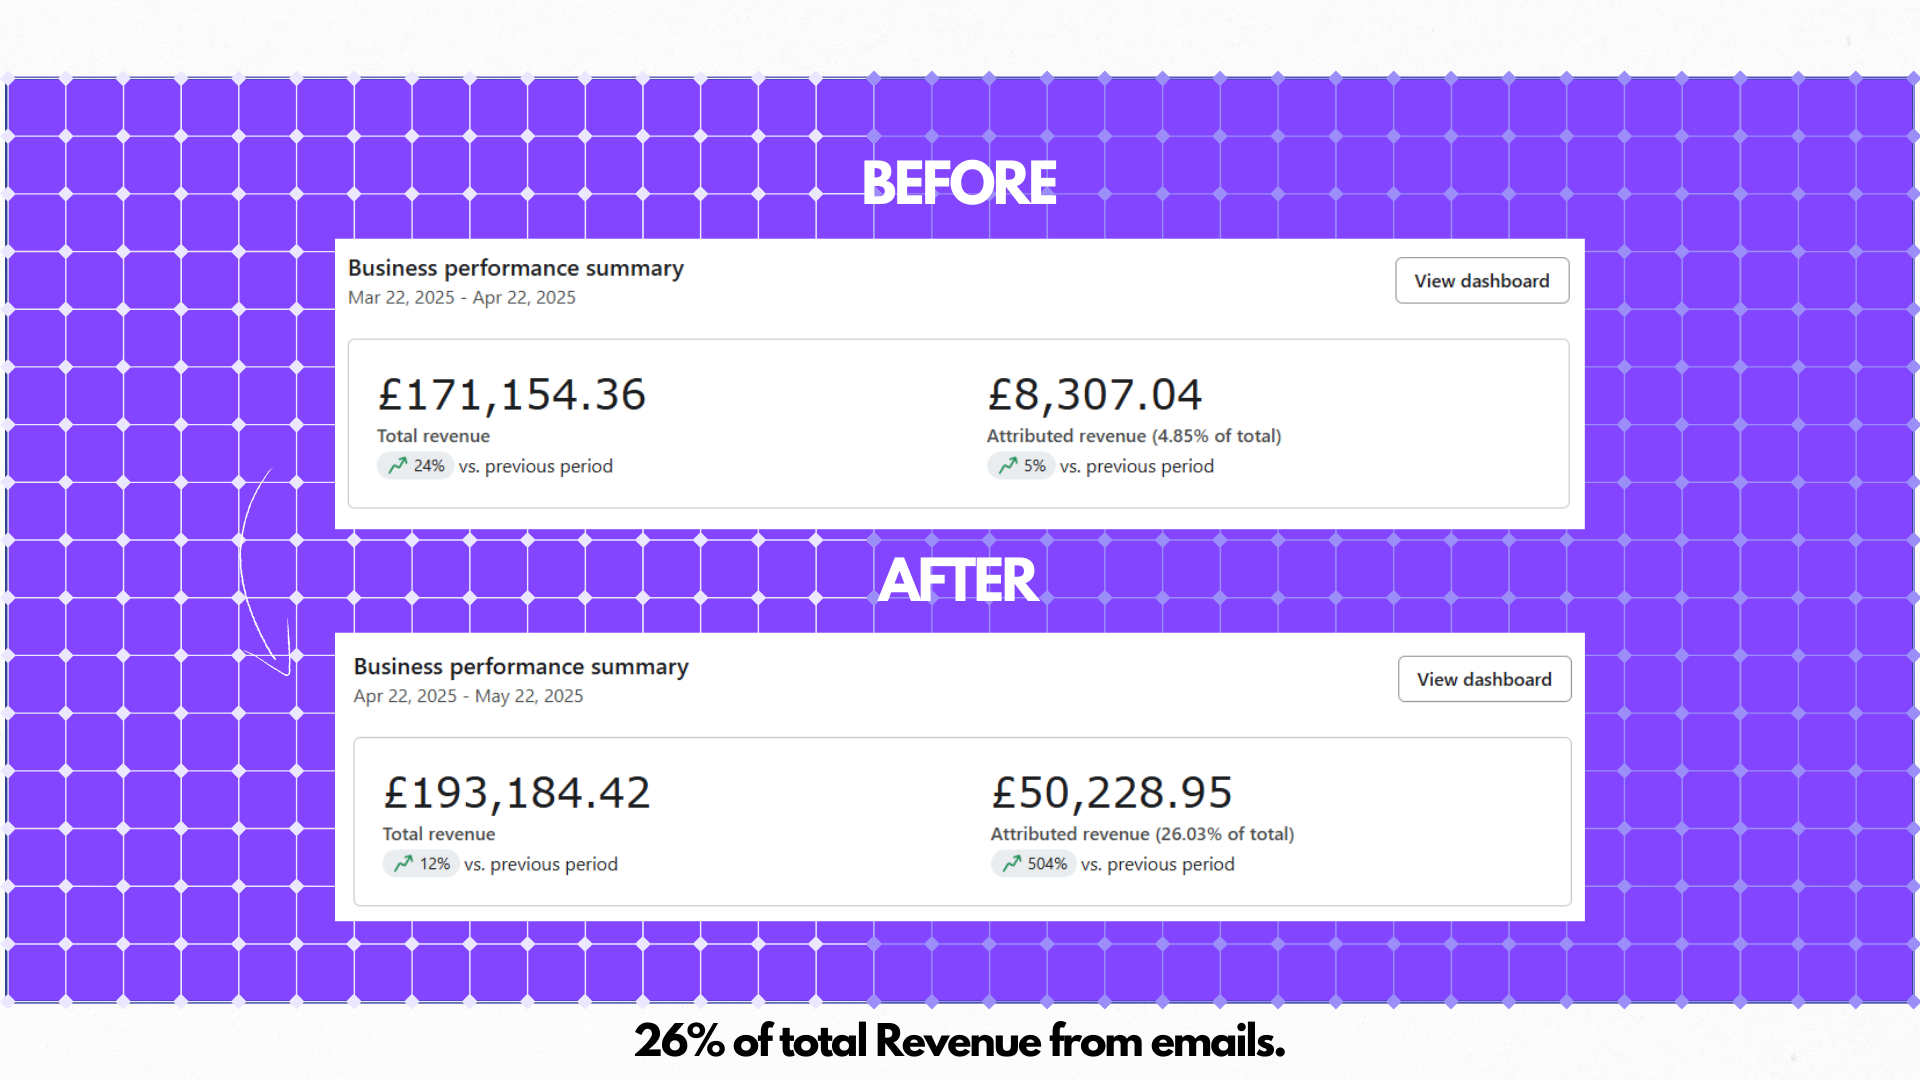 BEFORE
Business performance summary
View dashboard
Mar 22, 2025 - Apr 22, 2025
£171,154.36
£8,307.04
Total revenue
Attributed revenue (4.85% of total)
24% vs. previous period
5% vs. previous period
AFTER
Business performance summary
View dashboard
Apr 22, 2025 - May 22, 2025
£193,184.42
£50,228.95
Total revenue
Attributed revenue (26.03% of total)
12% vs. previous period
504% vs. previous period
26% of total Revenue from emails.